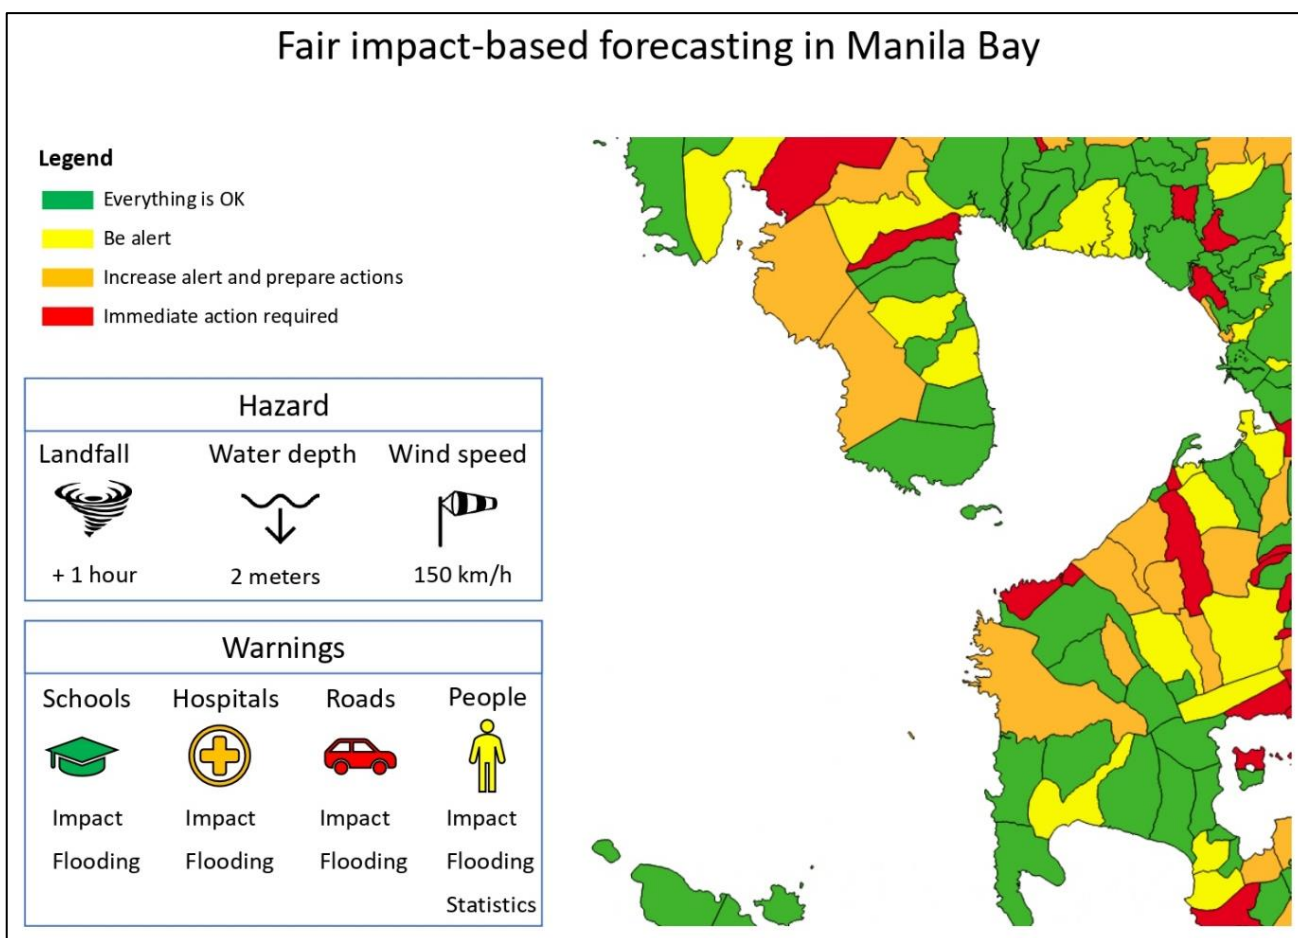 Fair impact-based forecasting in Manila Bay
Legend
Everything is OK
Be alert
Increase alert and prepare actions
Immediate action required
Hazard
Landfall Water depth Wind speed
+ 1 hour 2 meters 150 km/h
Warnings
Schools Hospitals Roads People
Impact Impact Impact Impact
Flooding Flooding Flooding Flooding
Statistics